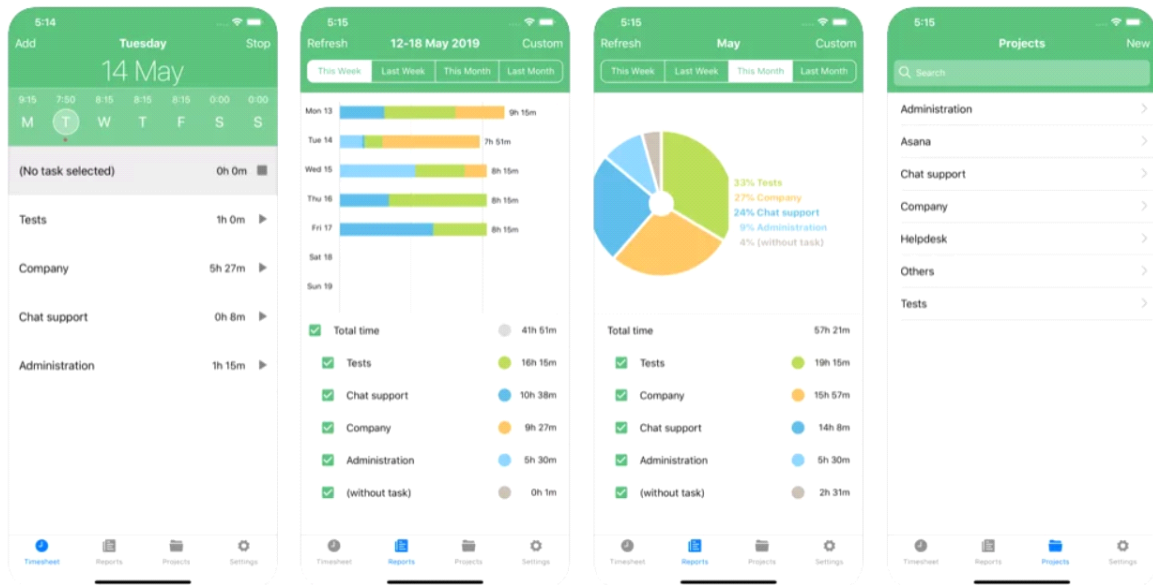 5:14
Add Tuesday Stop
14 May
9:15 7:50 8:15 8:15 8:15 0:00 0:00
M T W T F S S
(No task selected) 0h 0m
Tests 1h 0m
Company 5h 27m
Chat support 0h 8m
Administration 1h 15m
Timesheet Reports Projects Settings
5:15
Refresh 12-18 May 2019 Custom
This Week Last Week This Month Last Month
Mon 13 9h 15m
Tue 14 7h 51m
Wed 15 8h 15m
Thu 16 8h 15m
Fri 17 8h 15m
Sat 18
Sun 19
Total time 41h 51m
Tests 16h 15m
Chat support 10h 38m
Company 9h 27m
Administration 5h 30m
(without task) 0h 1m
Timesheet Reports Projects Settings
5:15
Refresh May Custom
This Week Last Week This Month Last Month
33% Tests
27% Company
24% Chat support
9% Administration
4% (without task)
Total time 57h 21m
Tests 19h 15m
Company 15h 57m
Chat support 14h 8m
Administration 5h 30m
(without task) 2h 31m
Timesheet Reports Projects Settings
5:15
Projects New
Search
Administration
Asana
Chat support
Company
Helpdesk
Others
Tests
Timesheet Reports Projects Settings